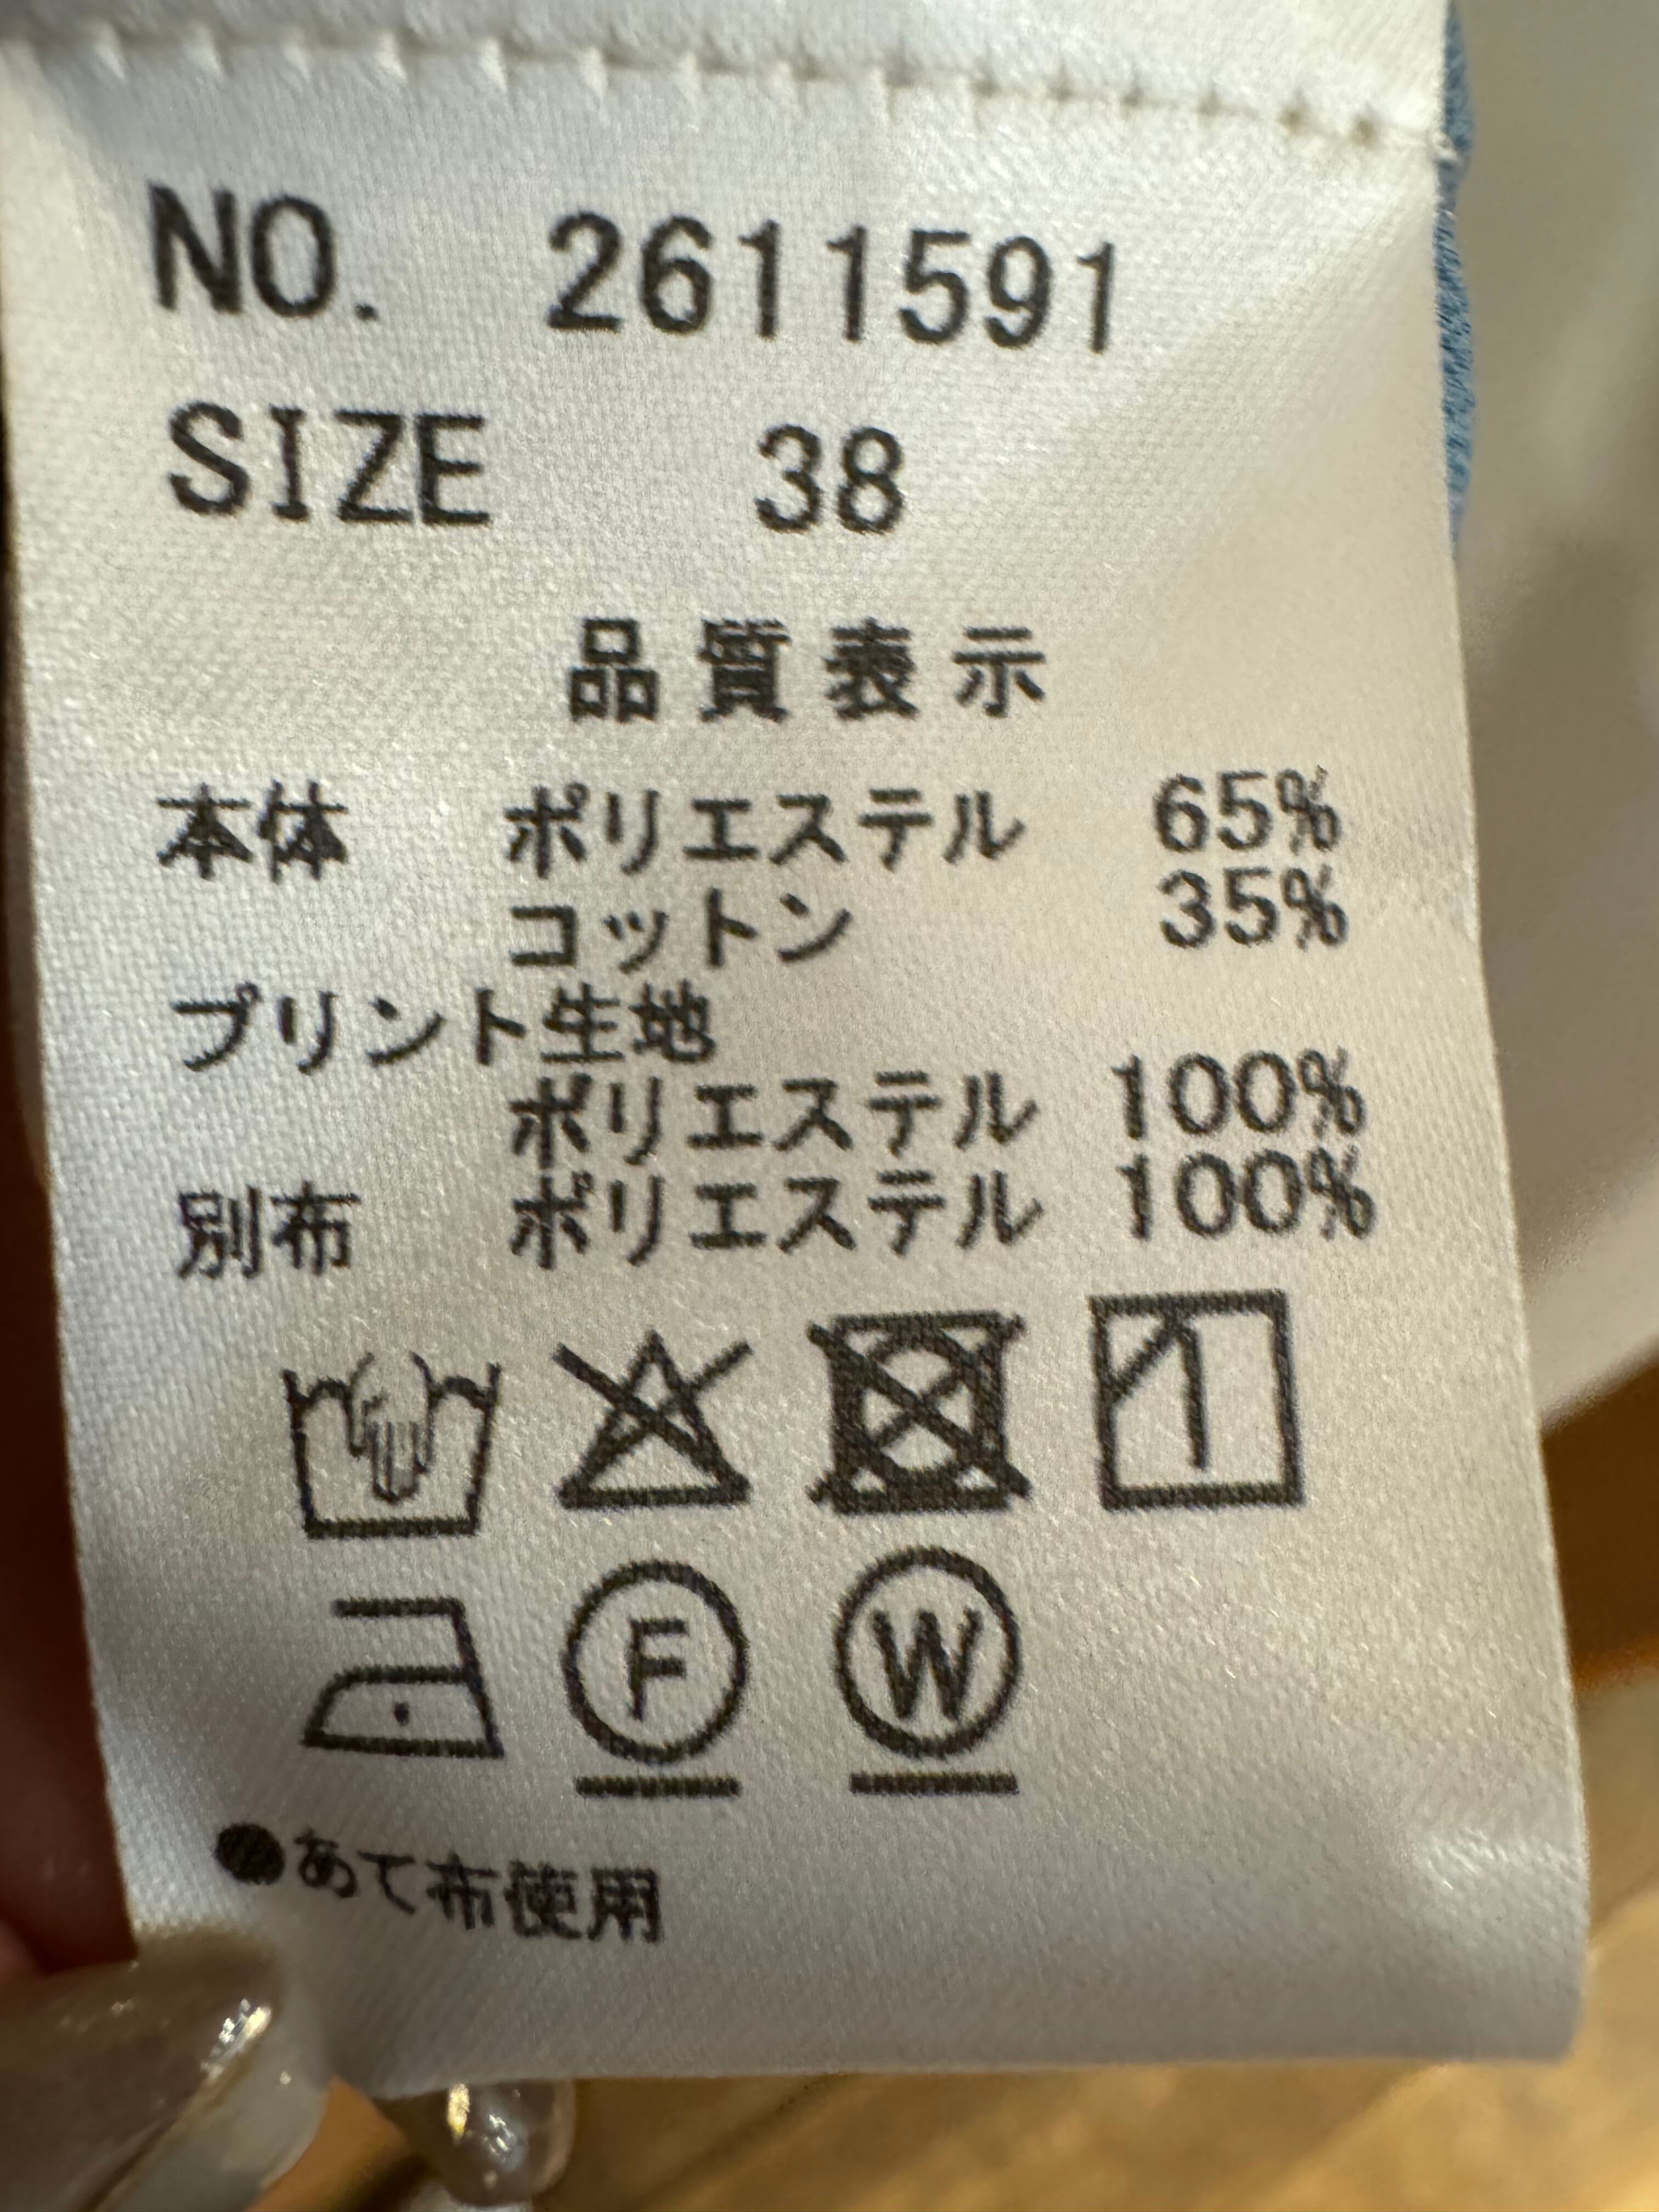 NO. 2611591
SIZE 38
品質表示
本体 ポリエステル 65%
コットン 35%
プリント生地
ポリエステル 100%
別布 ポリエステル 100%
F W
●あて布使用